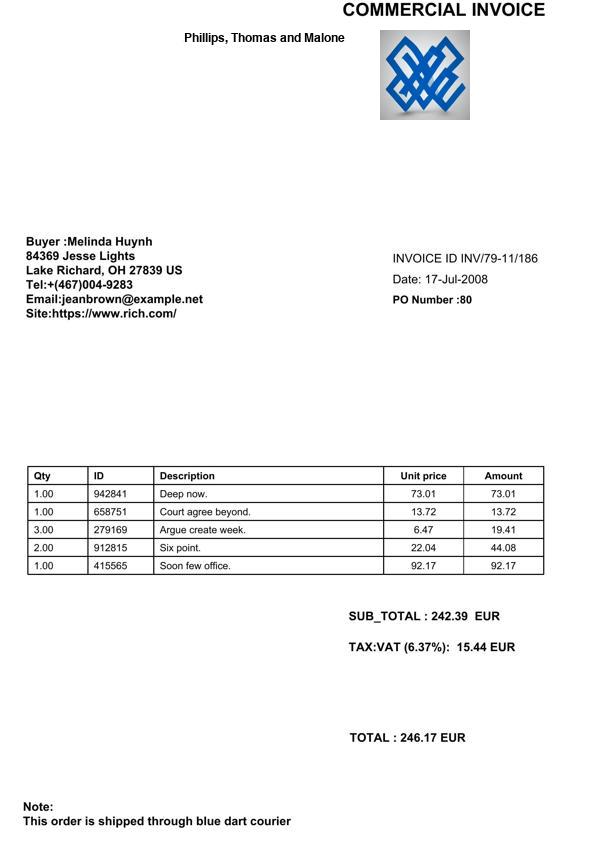 COMMERCIAL INVOICE
Phillips, Thomas and Malone
Buyer :Melinda Huynh
84369 Jesse Lights
Lake Richard, OH 27839 US
Tel:+(467)004-9283
Email:jeanbrown@example.net
Site:https://www.rich.com/
INVOICE ID INV/79-11/186
Date: 17-Jul-2008
PO Number :80
Qty ID Description Unit price Amount
1.00 942841 Deep now. 73.01 73.01
1.00 658751 Court agree beyond. 13.72 13.72
3.00 279169 Argue create week. 6.47 19.41
2.00 912815 Six point. 22.04 44.08
1.00 415565 Soon few office. 92.17 92.17
SUB_TOTAL : 242.39 EUR
TAX:VAT (6.37%): 15.44 EUR
TOTAL : 246.17 EUR
Note:
This order is shipped through blue dart courier